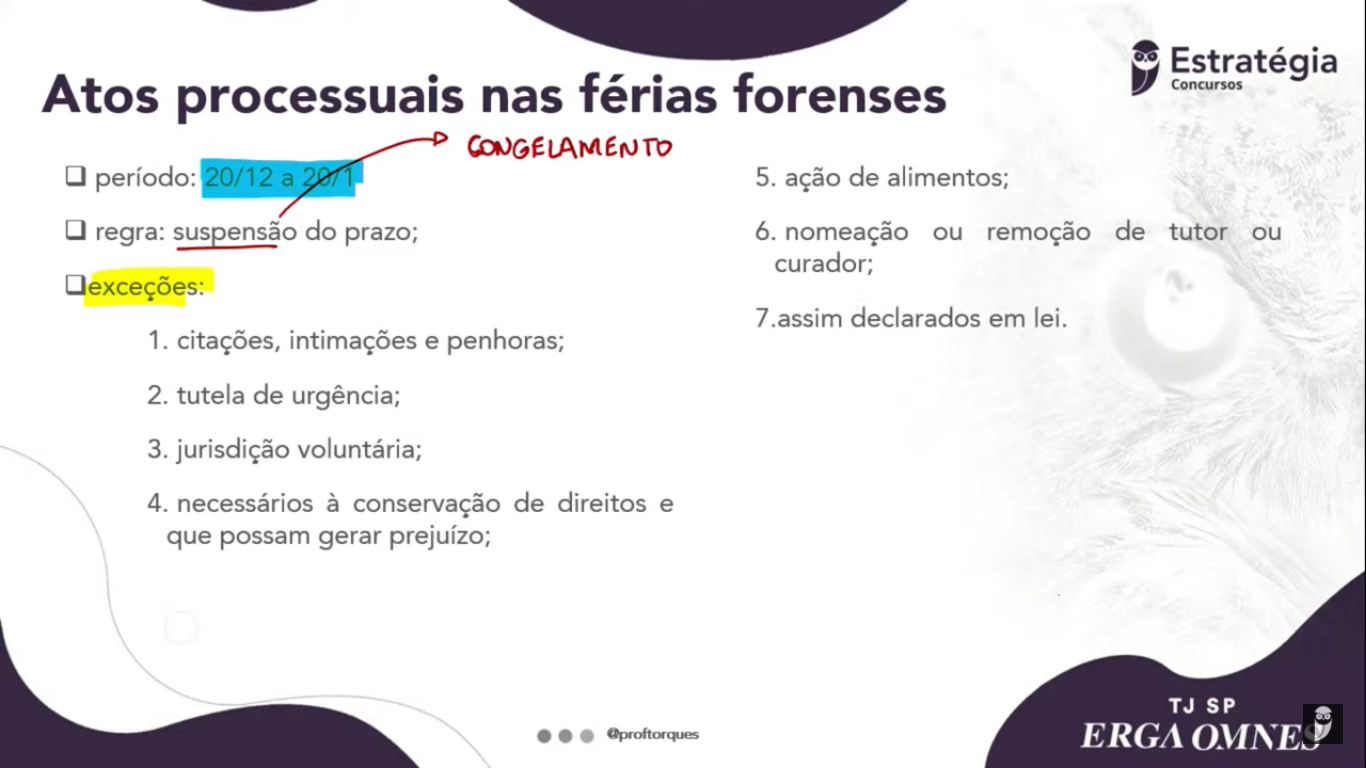 Estratégia
Concursos
Atos processuais nas férias forenses
CONGELAMENTO
❑ período: 20/12 a 20/1
❑ regra: suspensão do prazo;
❑exceções:
1. citações, intimações e penhoras;
2. tutela de urgência;
3. jurisdição voluntária;
4. necessários à conservação de direitos e
que possam gerar prejuízo;
5. ação de alimentos;
6. nomeação ou remoção de tutor ou
curador;
7.assim declarados em lei.
@proftorques
TJ SP
ERGA OMNES